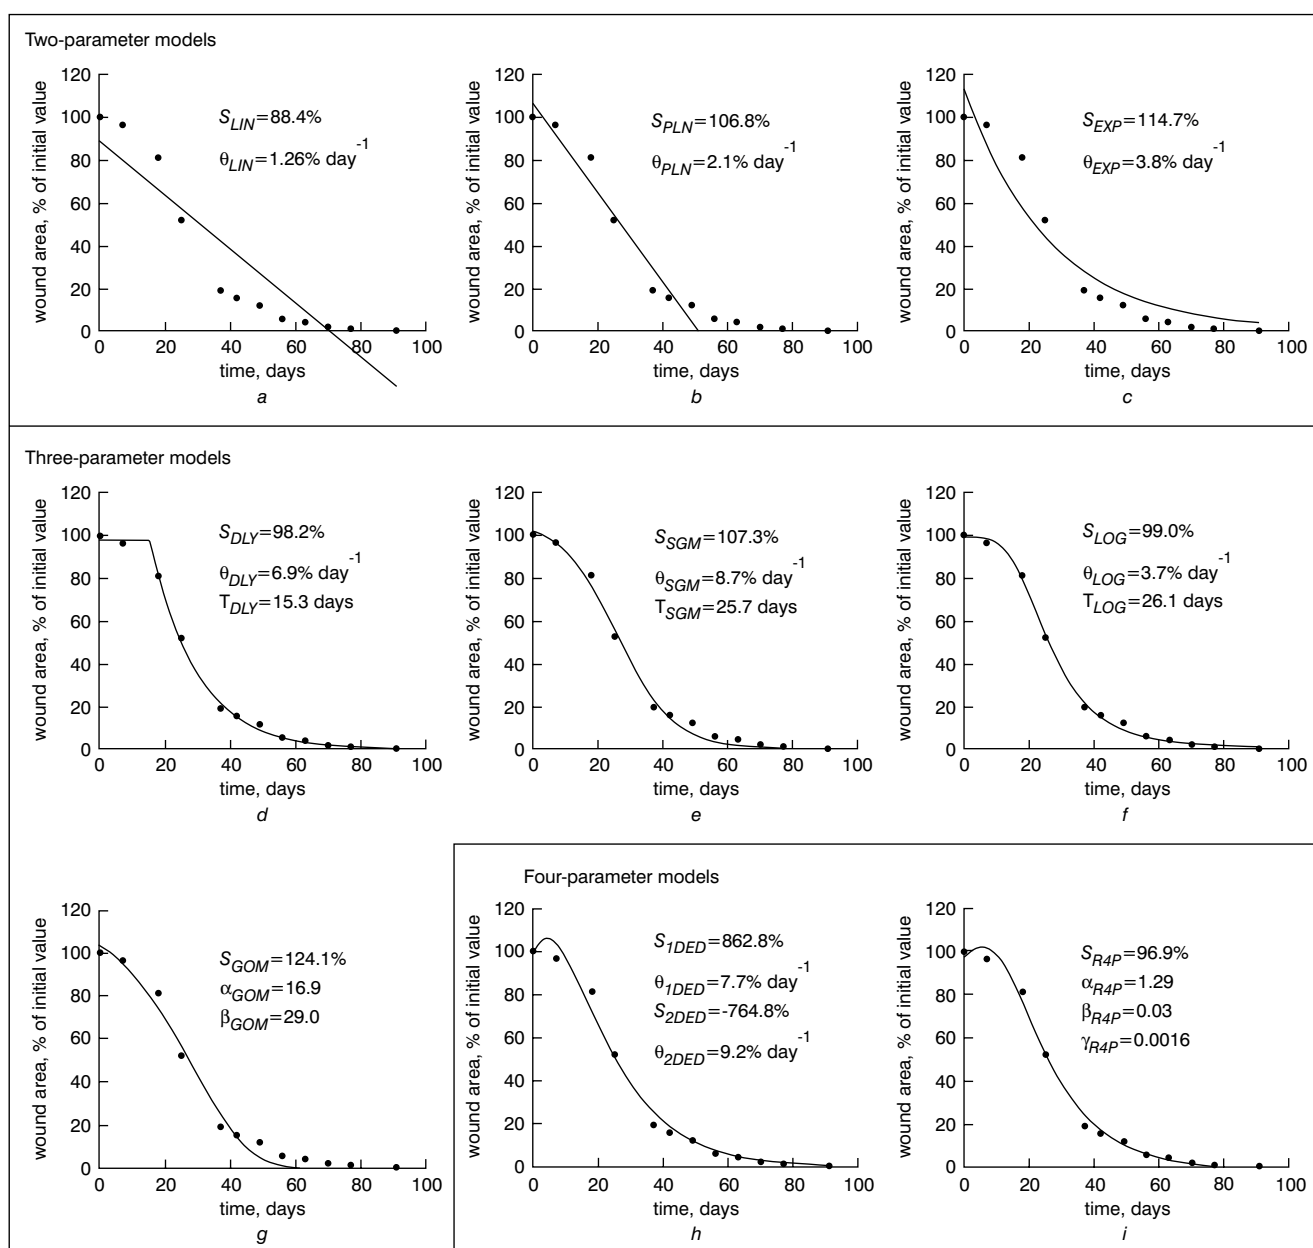 Two-parameter models
wound area, % of initial value
120
100
80
60
40
20
0
S_LIN=88.4%
θ_LIN=1.26% day⁻¹
0 20 40 60 80 100
time, days
a
wound area, % of initial value
120
100
80
60
40
20
0
S_PLN=106.8%
θ_PLN=2.1% day⁻¹
0 20 40 60 80 100
time, days
b
wound area, % of initial value
120
100
80
60
40
20
0
S_EXP=114.7%
θ_EXP=3.8% day⁻¹
0 20 40 60 80 100
time, days
c
Three-parameter models
wound area, % of initial value
120
100
80
60
40
20
0
S_DLY=98.2%
θ_DLY=6.9% day⁻¹
T_DLY=15.3 days
0 20 40 60 80 100
time, days
d
wound area, % of initial value
120
100
80
60
40
20
0
S_SGM=107.3%
θ_SGM=8.7% day⁻¹
T_SGM=25.7 days
0 20 40 60 80 100
time, days
e
wound area, % of initial value
120
100
80
60
40
20
0
S_LOG=99.0%
θ_LOG=3.7% day⁻¹
T_LOG=26.1 days
0 20 40 60 80 100
time, days
f
wound area, % of initial value
120
100
80
60
40
20
0
S_GOM=124.1%
α_GOM=16.9
β_GOM=29.0
0 20 40 60 80 100
time, days
g
Four-parameter models
wound area, % of initial value
120
100
80
60
40
20
0
S_1DED=862.8%
θ_1DED=7.7% day⁻¹
S_2DED=-764.8%
θ_2DED=9.2% day⁻¹
0 20 40 60 80 100
time, days
h
wound area, % of initial value
120
100
80
60
40
20
0
S_R4P=96.9%
α_R4P=1.29
β_R4P=0.03
γ_R4P=0.0016
0 20 40 60 80 100
time, days
i